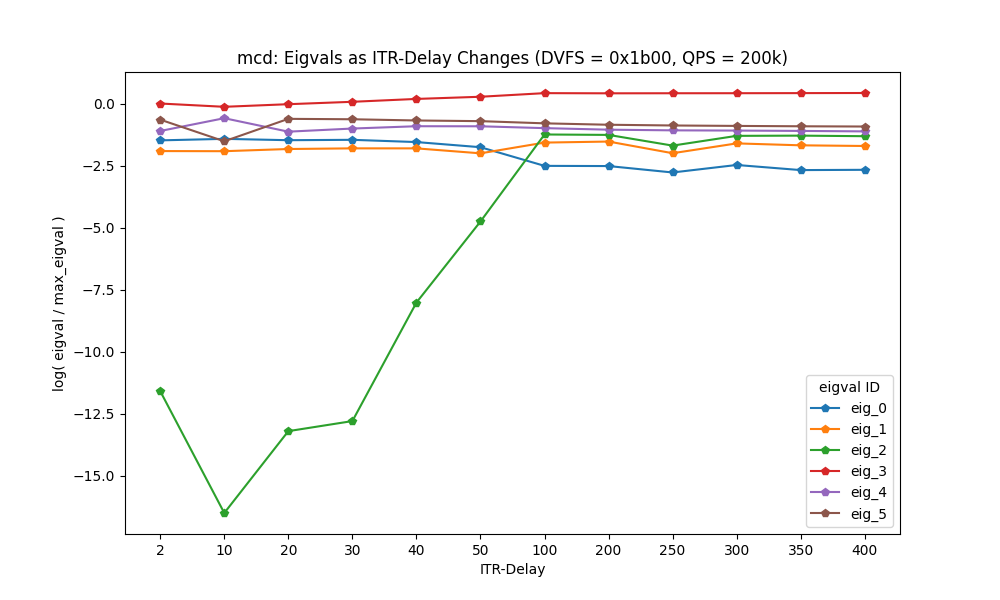 mcd: Eigvals as ITR-Delay Changes (DVFS = 0x1b00, QPS = 200k)
log( eigval / max_eigval )
0.0
−2.5
−5.0
−7.5
−10.0
−12.5
−15.0
eigval ID
eig_0
eig_1
eig_2
eig_3
eig_4
eig_5
2 10 20 30 40 50 100 200 250 300 350 400
ITR-Delay